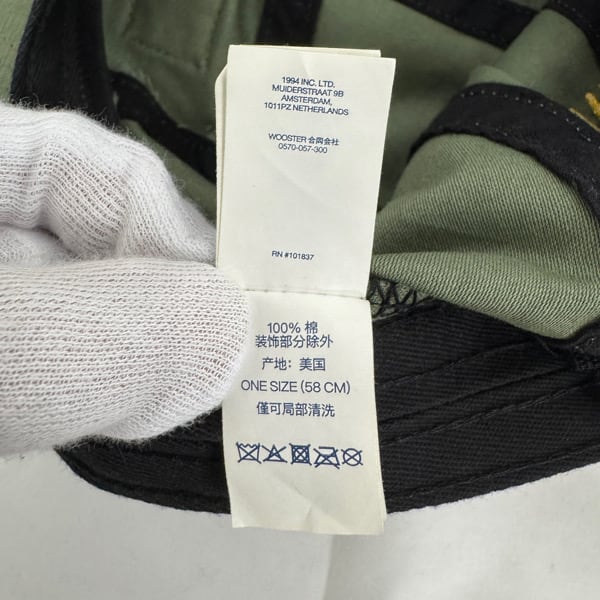 1994 INC. LTD.
MUIDERSTRAAT 9B
AMSTERDAM,
1011PZ NETHERLANDS
WOOSTER 合同会社
0570-057-300
RN #101837
100% 棉
装饰部分除外
产地: 美国
ONE SIZE (58 CM)
僅可局部清洗